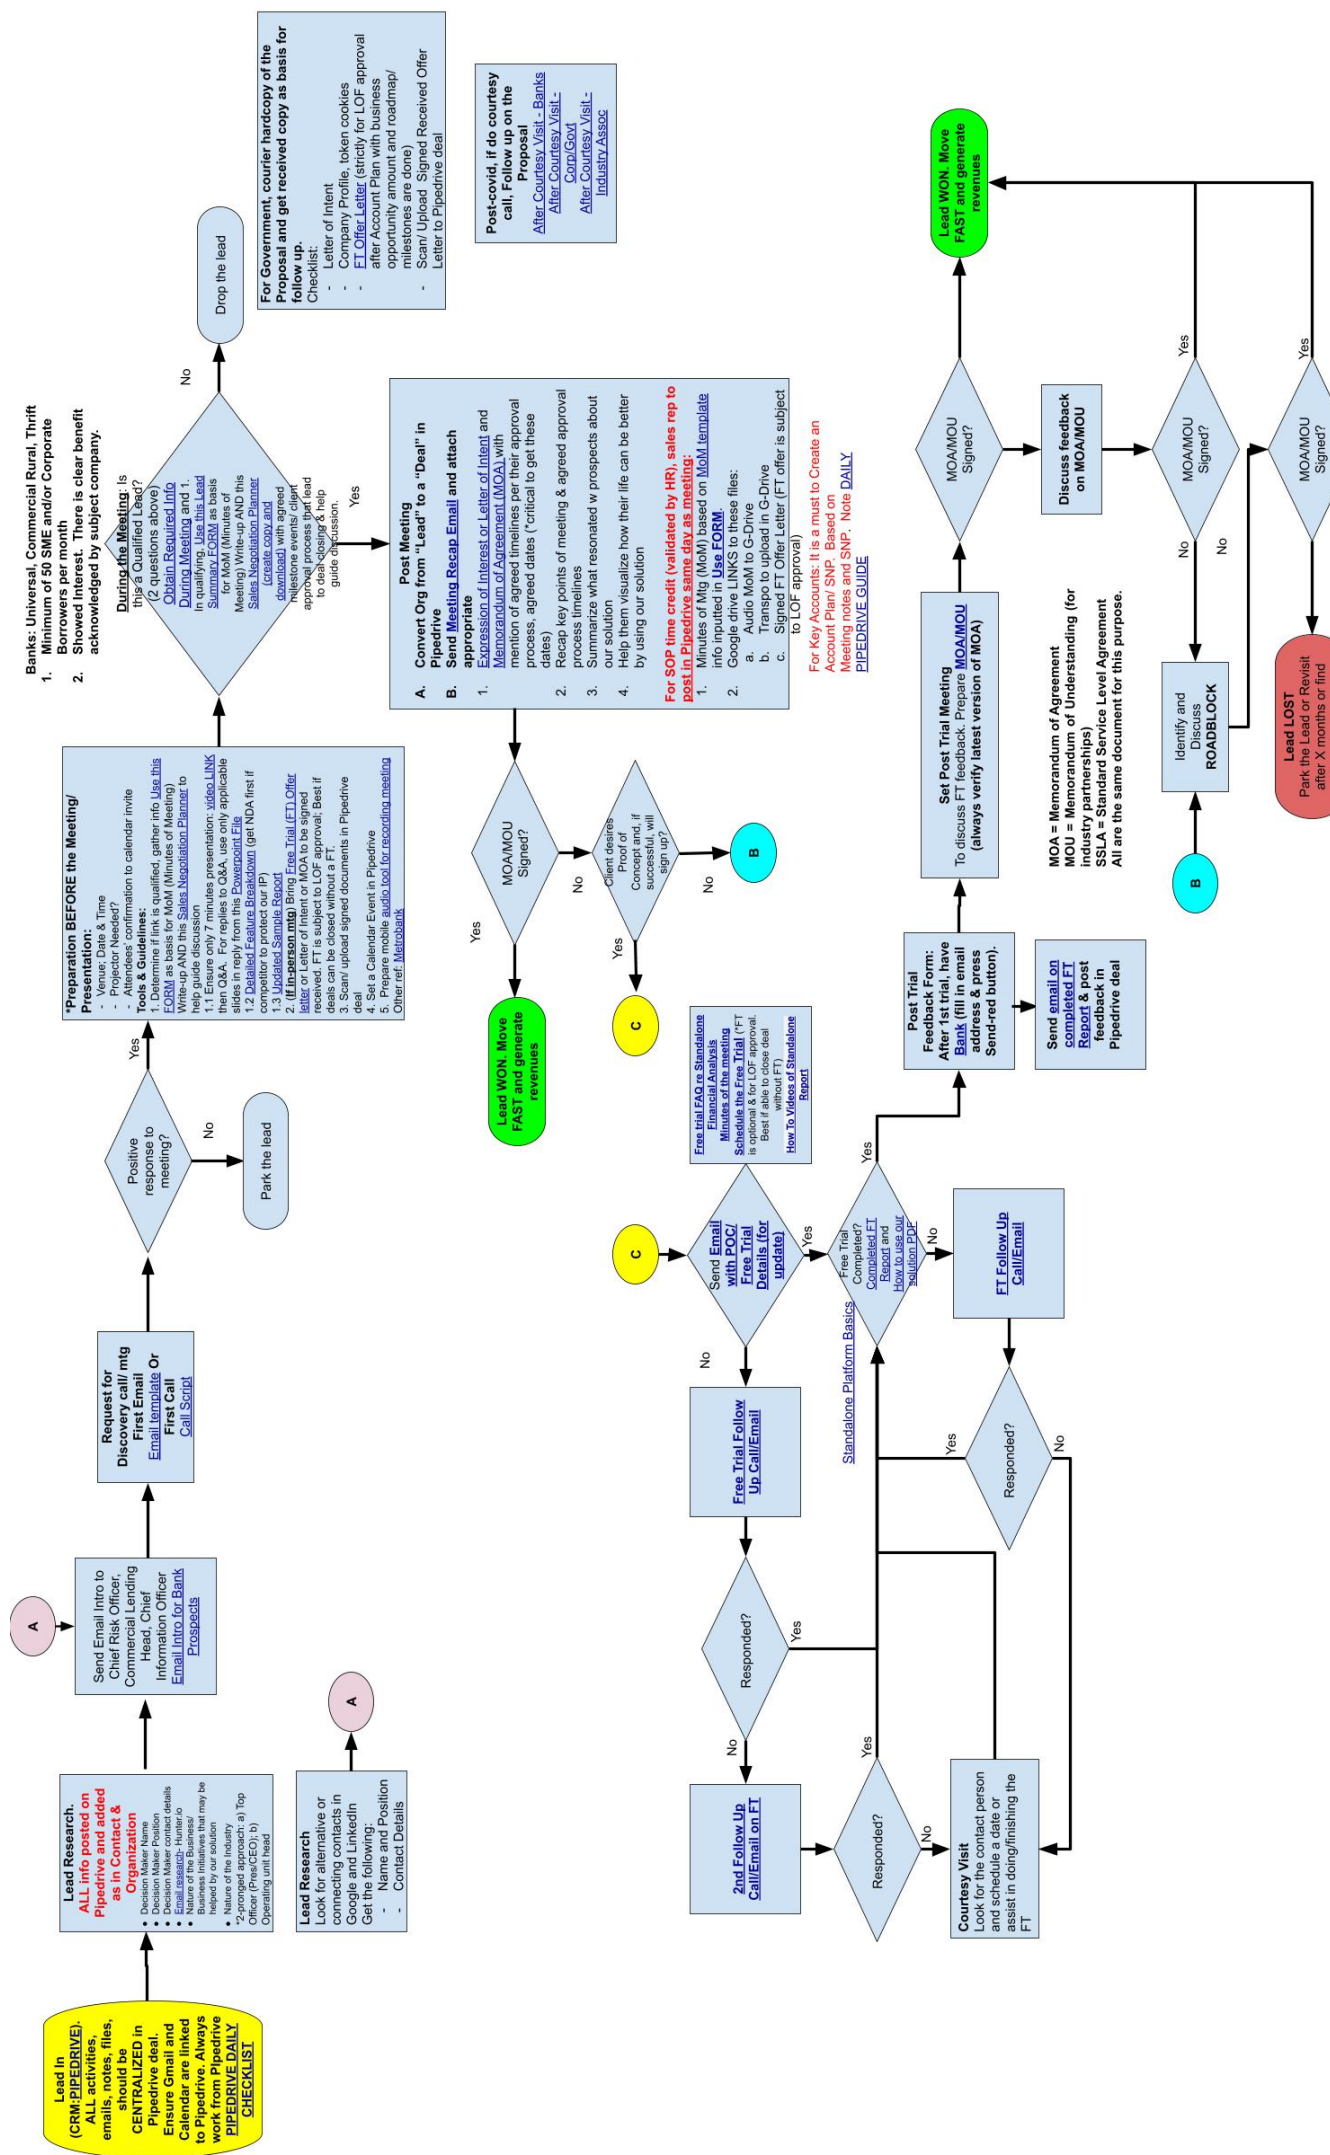 Lead In
(CRM:PIPEDRIVE).
ALL activities,
emails, notes, files,
should be
CENTRALIZED in
Pipedrive deal.
Ensure Gmail and
Calendar are linked
to Pipedrive. Always
work from PIpedrive
PIPEDRIVE DAILY
CHECKLIST
Lead Research.
ALL info posted on
Pipedrive and added
as in Contact &
Organization
● Decision Maker Name
● Decision Maker Position
● Decision Maker contact details
● Email research- Hunter.io
● Nature of the Business/
Business Initiatives that may be
helped by our solution
● Nature of the Industry
*2-pronged approach: a) Top
Officer (Pres/CEO); b)
Operating unit head
Lead Research
Look for alternative or
connecting contacts in
Google and LinkedIn
Get the following:
- Name and Position
- Contact Details
A
A
Send Email Intro to
Chief Risk Officer,
Commercial Lending
Head, Chief
Information Officer
Email Intro for Bank
Prospects
Request for
Discovery call/ mtg
First Email
Email template Or
First Call
Call Script
Positive
response to
meeting?
Yes
No
Park the lead
*Preparation BEFORE the Meeting/
Presentation:
- Venue; Date & Time
- Projector Needed?
- Attendees' confirmation to calendar invite
Tools & Guidelines:
1. Determine if link is qualified, gather info Use this
FORM as basis for MoM (Minutes of Meeting)
Write-up AND this Sales Negotiation Planner to
help guide discussion
1.1 Ensure only 7 minutes presentation: video LINK
then Q&A. For replies to Q&A, use only applicable
slides in reply from this Powerpoint File
1.2 Detailed Feature Breakdown (get NDA first if
competitor to protect our IP)
1.3 Updated Sample Report
2. (If in-person mtg) Bring Free Trial (FT) Offer
letter or Letter of Intent or MOA to be signed
received. FT is subject to LOF approval; Best if
deals can be closed without a FT.
3. Scan/ upload signed documents in Pipedrive
deal
4. Set a Calendar Event in Pipedrive
5. Prepare mobile audio tool for recording meeting
Other ref: Metrobank
Banks: Universal, Commercial Rural, Thrift
1. Minimum of 50 SME and/or Corporate
Borrowers per month
2. Showed Interest. There is clear benefit
acknowledged by subject company.
During the Meeting: Is
this a Qualified Lead?
(2 questions above)
Obtain Required Info
During Meeting and 1.
In qualifying, Use this Lead
Summary FORM as basis
for MoM (Minutes of
Meeting) Write-up AND this
Sales Negotiation Planner
(create copy and
download) with agreed
milestone events/ client
approval process that lead
to deal closing & help
guide discussion.
No
Yes
Drop the lead
For Government, courier hardcopy of the
Proposal and get received copy as basis for
follow up.
Checklist:
- Letter of Intent
- Company Profile, token cookies
- FT Offer Letter (strictly for LOF approval
after Account Plan with business
opportunity amount and roadmap/
milestones are done)
- Scan/ Upload Signed Received Offer
Letter to Pipedrive deal
Post Meeting
A. Convert Org from "Lead" to a "Deal" in
Pipedrive
B. Send Meeting Recap Email and attach
appropriate
1. Expression of Interest or Letter of Intent and
Memorandum of Agreement (MOA) with
mention of agreed timelines per their approval
process, agreed dates (*critical to get these
dates)
2. Recap key points of meeting & agreed approval
process timelines
3. Summarize what resonated w prospects about
our solution
4. Help them visualize how their life can be better
by using our solution
For SOP time credit (validated by HR), sales rep to
post in Pipedrive same day as meeting:
1. Minutes of Mtg (MoM) based on MoM template
info inputted in Use FORM.
2. Google drive LINKS to these files:
a. Audio MoM to G-Drive
b. Transpo to upload in G-Drive
c. Signed FT Offer Letter (FT offer is subject
to LOF approval)
For Key Accounts: It is a must to Create an
Account Plan/ SNP. Based on
Meeting notes and SNP. Note DAILY
PIPEDRIVE GUIDE
Post-covid, if do courtesy
call, Follow up on the
Proposal
After Courtesy Visit - Banks
After Courtesy Visit -
Corp/Govt
After Courtesy Visit -
Industry Assoc
MOA/MOU
Signed?
Yes
No
Lead WON. Move
FAST and generate
revenues
Client desires
Proof of
Concept and, if
successful, will
sign up?
Yes
No
C
B
C
Send Email
with POC/
Free Trial
Details (for
update)
Free trial FAQ re Standalone
Financial Analysis
Minutes of the meeting
Schedule the Free Trial (*FT
is optional & for LOF approval.
Best if able to close deal
without FT)
How To Videos of Standalone
Report
No
Yes
Free Trial Follow
Up Call/Email
Responded?
Yes
No
2nd Follow Up
Call/Email on FT
Responded?
Yes
No
Courtesy Visit
Look for the contact person
and schedule a date or
assist in doing/finishing the
FT
Standalone Platform Basics
Free Trial
Completed?
Completed FT
Report and
How to use our
solution PDF
Yes
No
FT Follow Up
Call/Email
Responded?
Yes
No
Post Trial
Feedback Form:
After 1st trial, have
Bank (fill in email
address & press
Send-red button).
Send email on
completed FT
Report & post
feedback in
Pipedrive deal
Set Post Trial Meeting
To discuss FT feedback. Prepare MOA/MOU
(always verify latest version of MOA)
MOA = Memorandum of Agreement
MOU = Memorandum of Understanding (for
industry partnerships)
SSLA = Standard Service Level Agreement
All are the same document for this purpose.
MOA/MOU
Signed?
Lead WON. Move
FAST and generate
revenues
Discuss feedback
on MOA/MOU
MOA/MOU
Signed?
Yes
No
No
B
Identify and
Discuss
ROADBLOCK
MOA/MOU
Signed?
Yes
Lead LOST
Park the Lead or Revisit
after X months or find